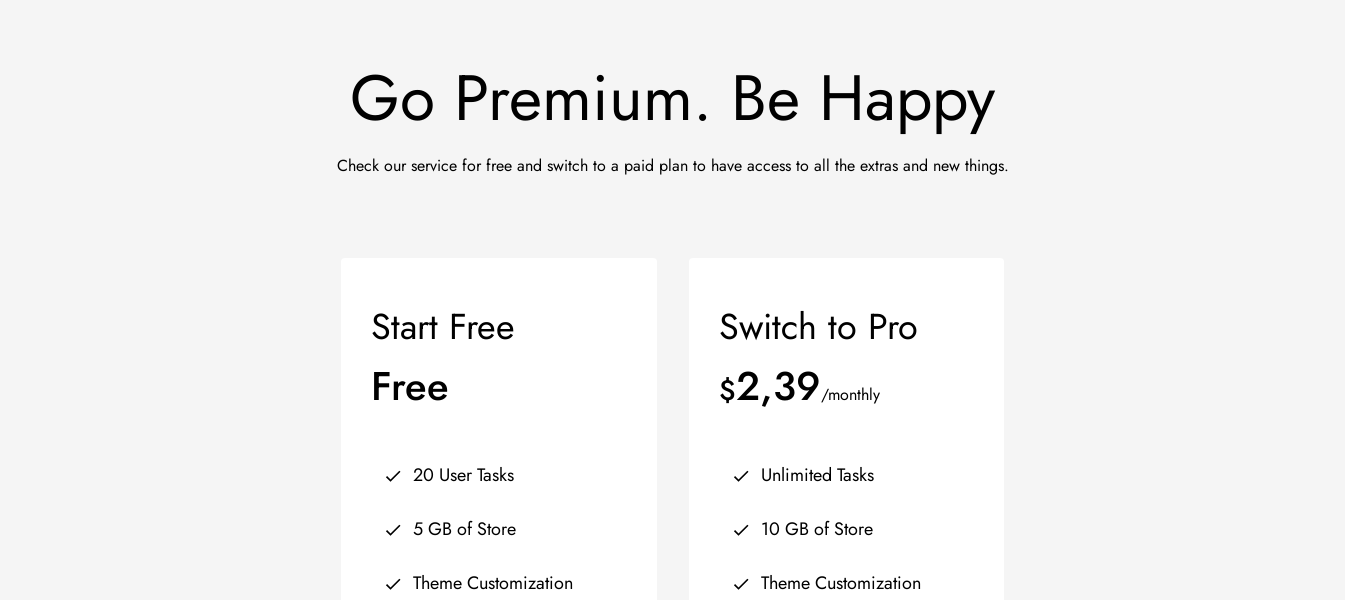 Go Premium. Be Happy
Check our service for free and switch to a paid plan to have access to all the extras and new things.
Start Free
Free
20 User Tasks
5 GB of Store
Theme Customization
Switch to Pro
$2,39/monthly
Unlimited Tasks
10 GB of Store
Theme Customization